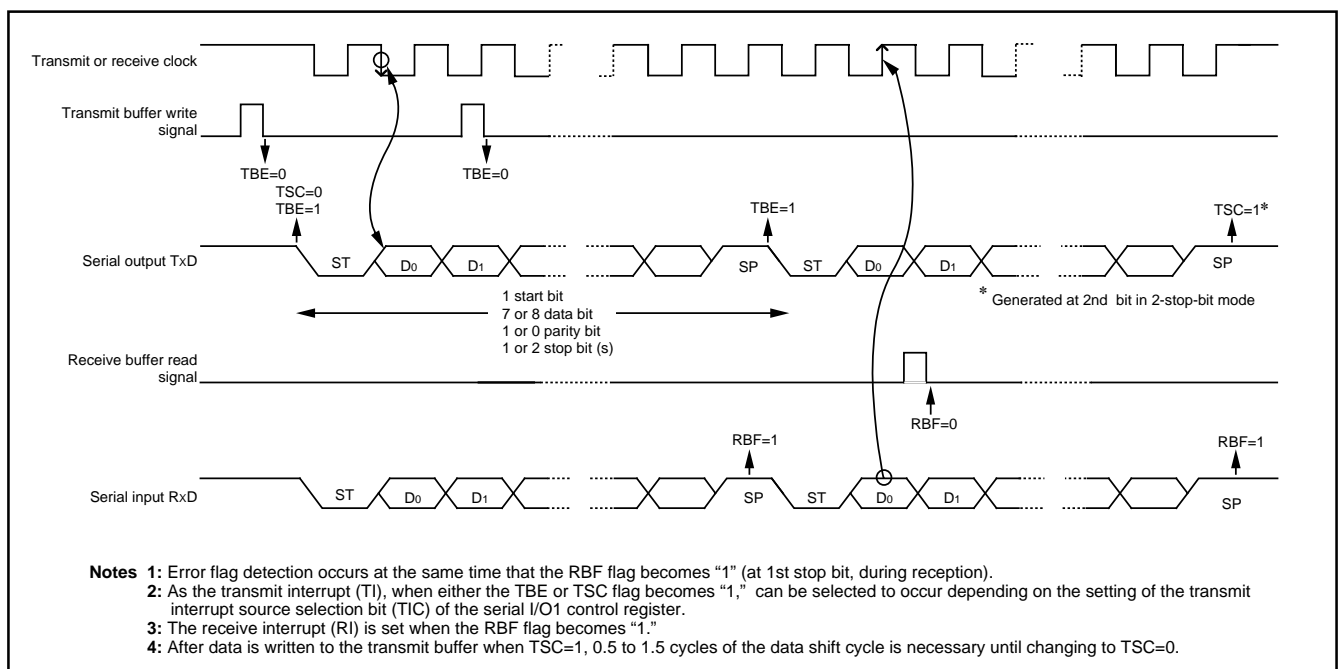 Transmit or receive clock
Transmit buffer write
signal
TBE=0
TSC=0
TBE=1
TBE=0
TBE=1
TSC=1*
Serial output TxD
ST
D0
D1
SP
ST
D0
D1
SP
* Generated at 2nd bit in 2-stop-bit mode
1 start bit
7 or 8 data bit
1 or 0 parity bit
1 or 2 stop bit (s)
Receive buffer read
signal
RBF=0
RBF=1
RBF=1
Serial input RxD
ST
D0
D1
SP
ST
D0
D1
SP
Notes 1: Error flag detection occurs at the same time that the RBF flag becomes “1” (at 1st stop bit, during reception).
2: As the transmit interrupt (TI), when either the TBE or TSC flag becomes “1,” can be selected to occur depending on the setting of the transmit
interrupt source selection bit (TIC) of the serial I/O1 control register.
3: The receive interrupt (RI) is set when the RBF flag becomes “1.”
4: After data is written to the transmit buffer when TSC=1, 0.5 to 1.5 cycles of the data shift cycle is necessary until changing to TSC=0.